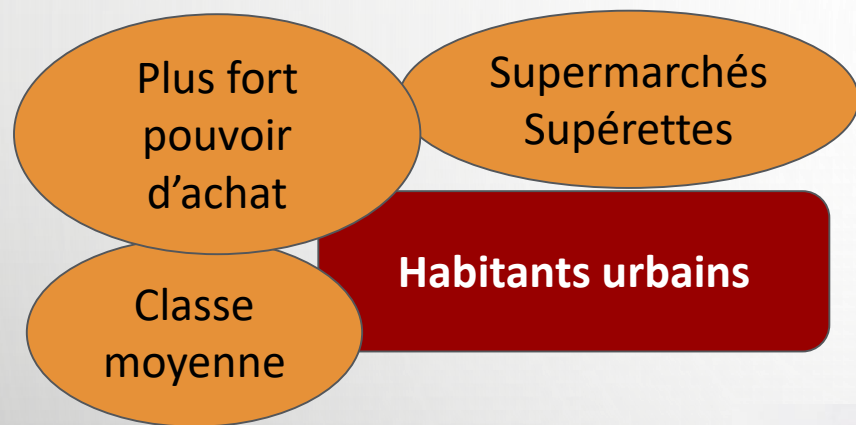 Plus fort
pouvoir
d’achat
Supermarchés
Supérettes
Habitants urbains
Classe
moyenne